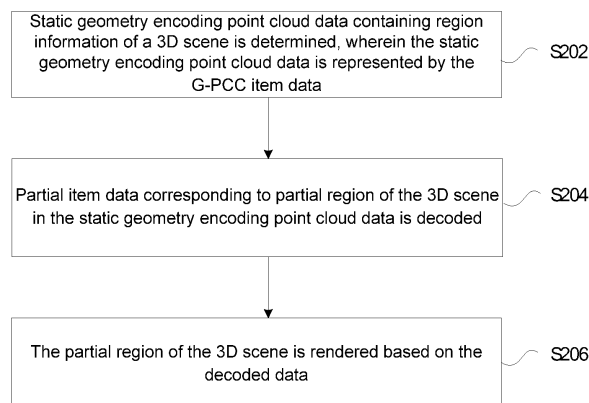 Static geometry encoding point cloud data containing region
information of a 3D scene is determined, wherein the static
geometry encoding point cloud data is represented by the
G-PCC item data
S202
Partial item data corresponding to partial region of the 3D scene
in the static geometry encoding point cloud data is decoded
S204
The partial region of the 3D scene is rendered based on the
decoded data
S206